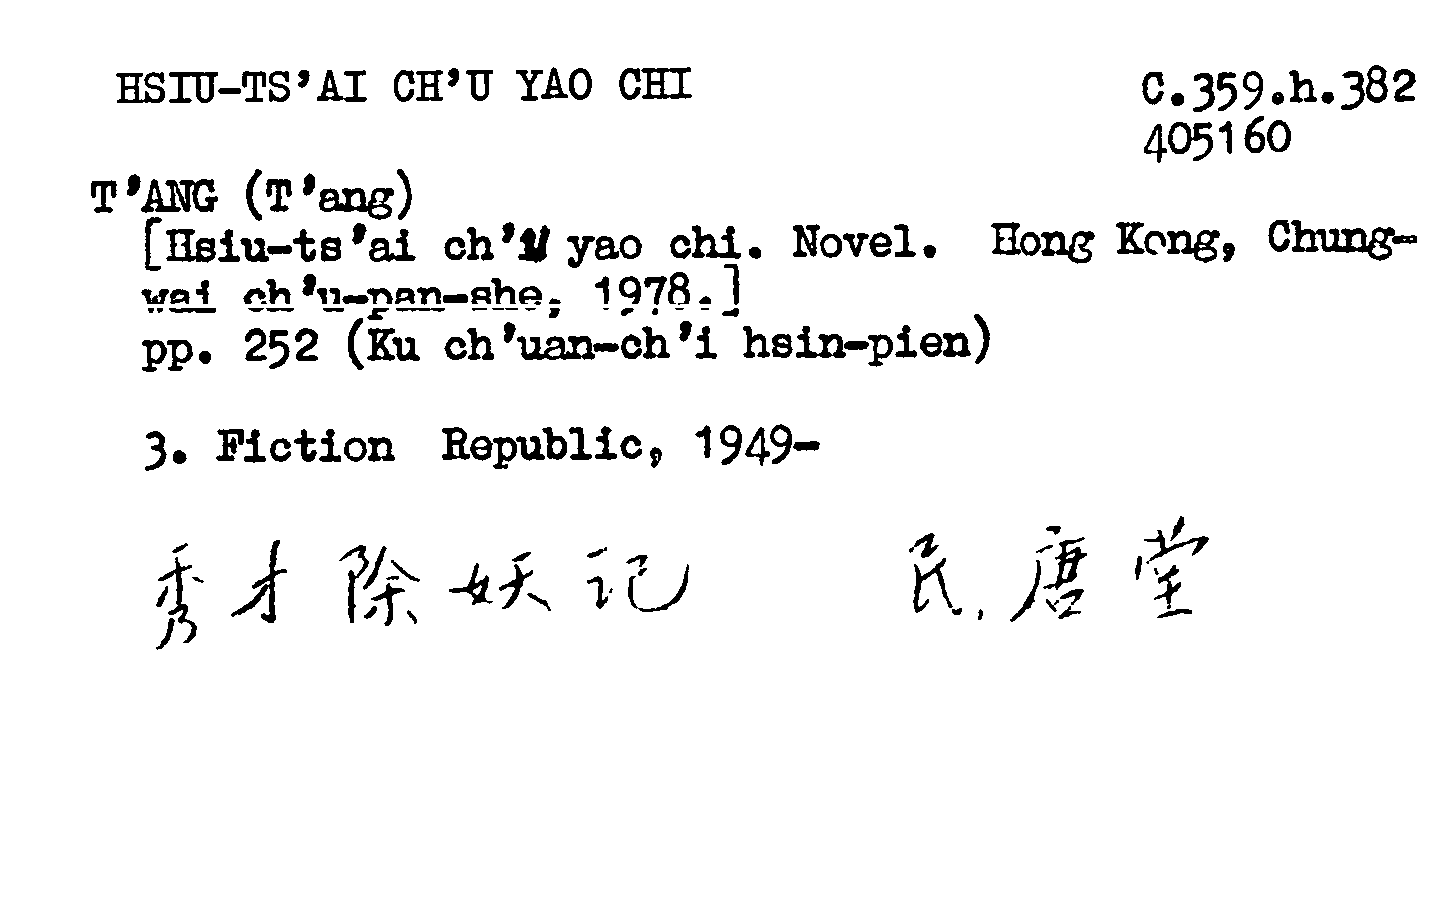 HSIU-TS'AI CH'U YAO CHI
C.359.h.382
405160
T'ANG (T'ang)
[Hsiu-ts'ai ch'u yao chi. Novel. Hong Kong, Chung-
wai ch'u-pan-she, 1978.]
pp. 252 (Ku ch'uan-ch'i hsin-pien)
3. Fiction Republic, 1949-
秀才除妖记 民,唐堂